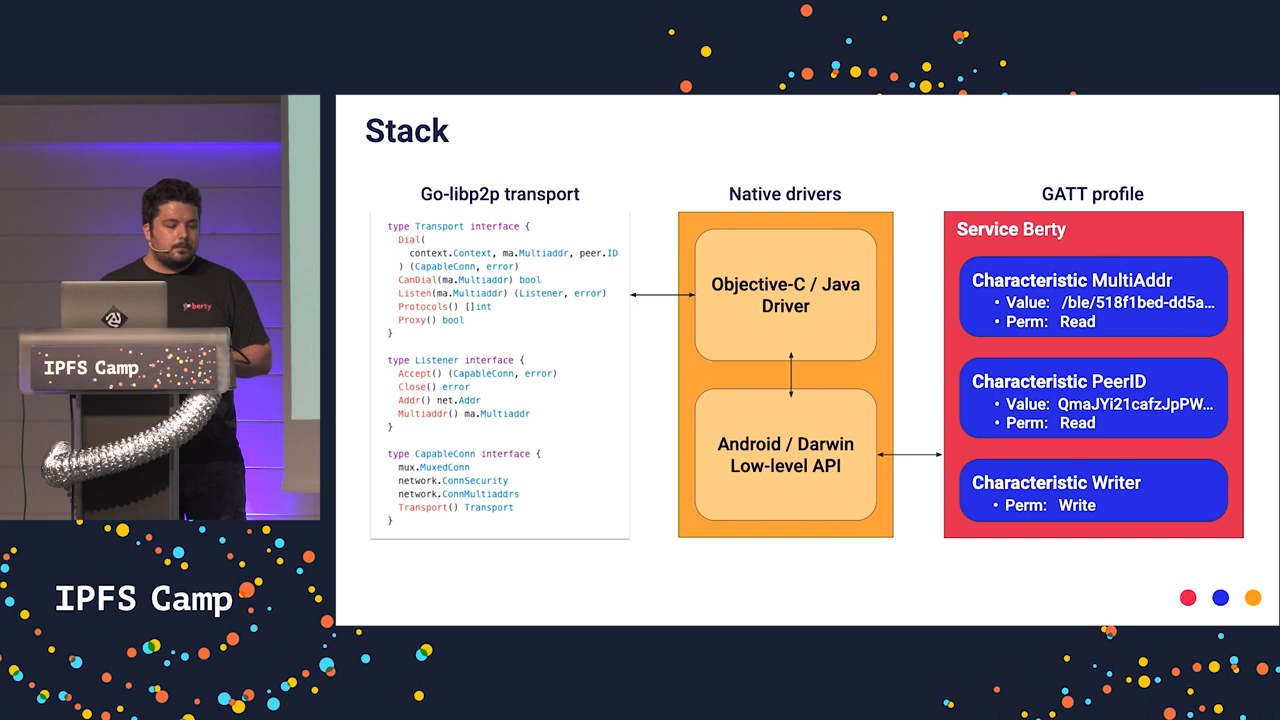 Stack
Go-libp2p transport
type Transport interface {
Dial(
context.Context, ma.Multiaddr, peer.ID
) (CapableConn, error)
CanDial(ma.Multiaddr) bool
Listen(ma.Multiaddr) (Listener, error)
Protocols() []int
Proxy() bool
}
type Listener interface {
Accept() (CapableConn, error)
Close() error
Addr() net.Addr
Multiaddr() ma.Multiaddr
}
type CapableConn interface {
mux.MuxedConn
network.ConnSecurity
network.ConnMultiaddrs
Transport() Transport
}
Native drivers
Objective-C / Java
Driver
Android / Darwin
Low-level API
GATT profile
Service Berty
Characteristic MultiAddr
• Value: /ble/518f1bed-dd5a...
• Perm: Read
Characteristic PeerID
• Value: QmaJYi21cafzJpPW...
• Perm: Read
Characteristic Writer
• Perm: Write
berty
IPFS Camp
IPFS Camp